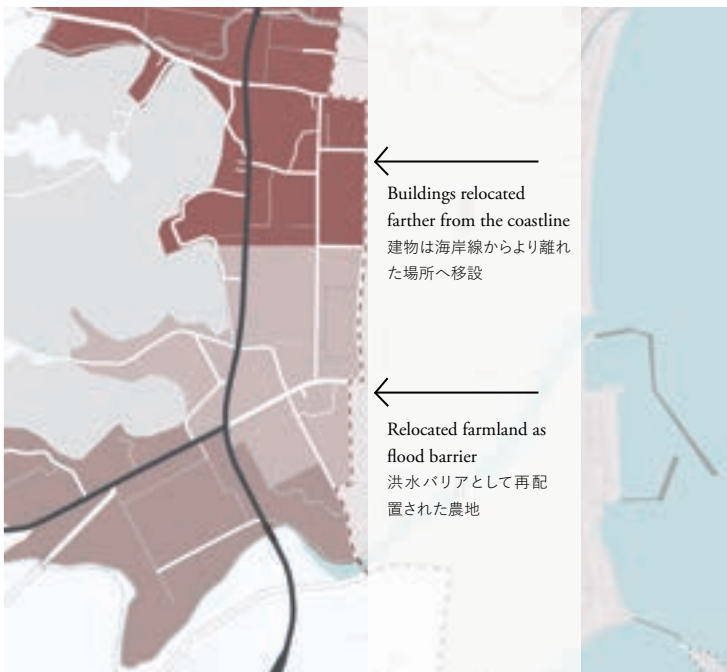 Buildings relocated
farther from the coastline
建物は海岸線からより離れ
た場所へ移設
Relocated farmland as
flood barrier
洪水バリアとして再配
置された農地